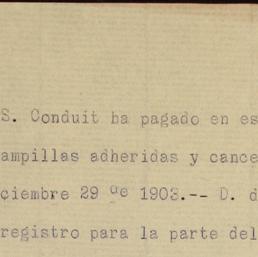 S. Conduit ha pagado en es
ampillas adheridas y cance
ciembre 29 de 1903.-- D. d
registro para la parte del